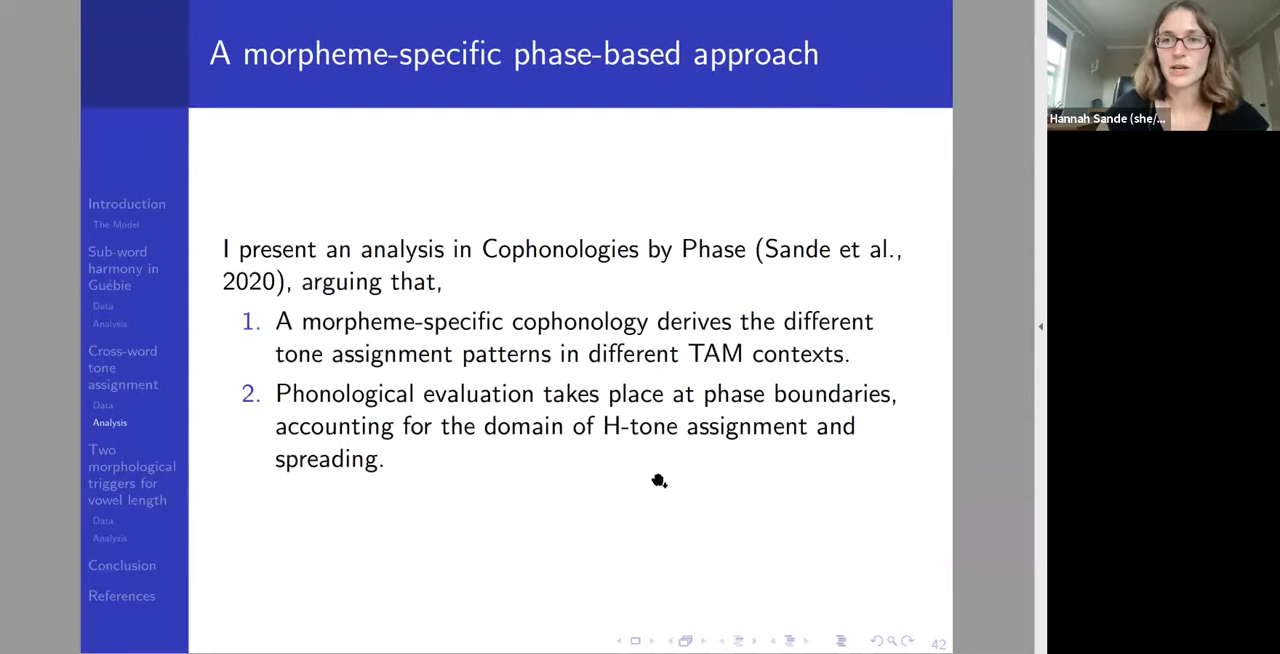 A morpheme-specific phase-based approach
Introduction
The Model
Sub-word
harmony in
Guébie
Data
Analysis
Cross-word
tone
assignment
Data
Analysis
Two
morphological
triggers for
vowel length
Data
Analysis
Conclusion
References
I present an analysis in Cophonologies by Phase (Sande et al.,
2020), arguing that,
1. A morpheme-specific cophonology derives the different
tone assignment patterns in different TAM contexts.
2. Phonological evaluation takes place at phase boundaries,
accounting for the domain of H-tone assignment and
spreading.
42
Hannah Sande (she/...